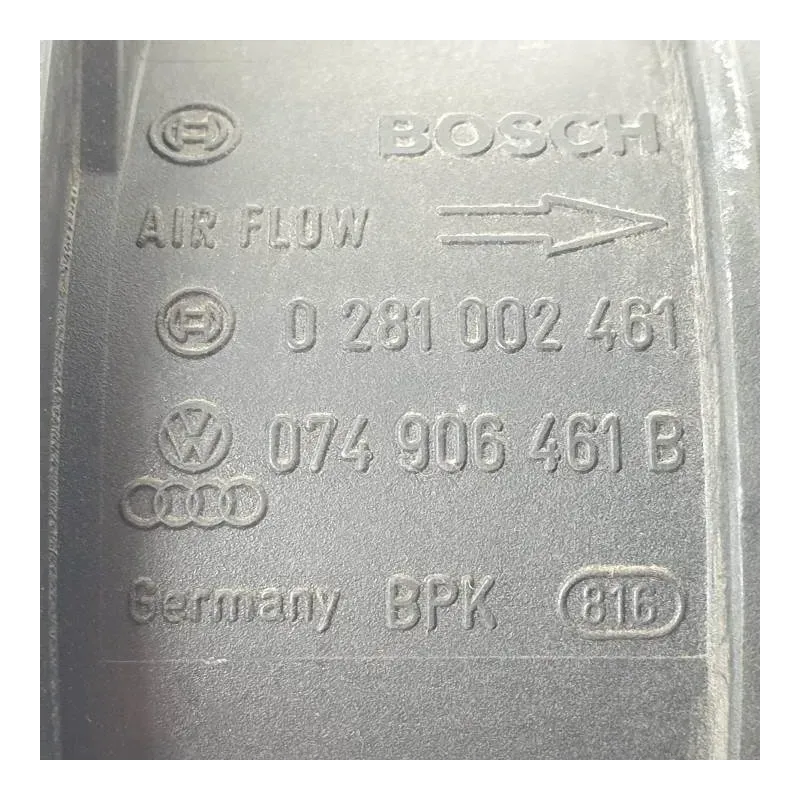 BOSCH
AIR FLOW
0 281 002 461
074 906 461 B
Germany BPK 816